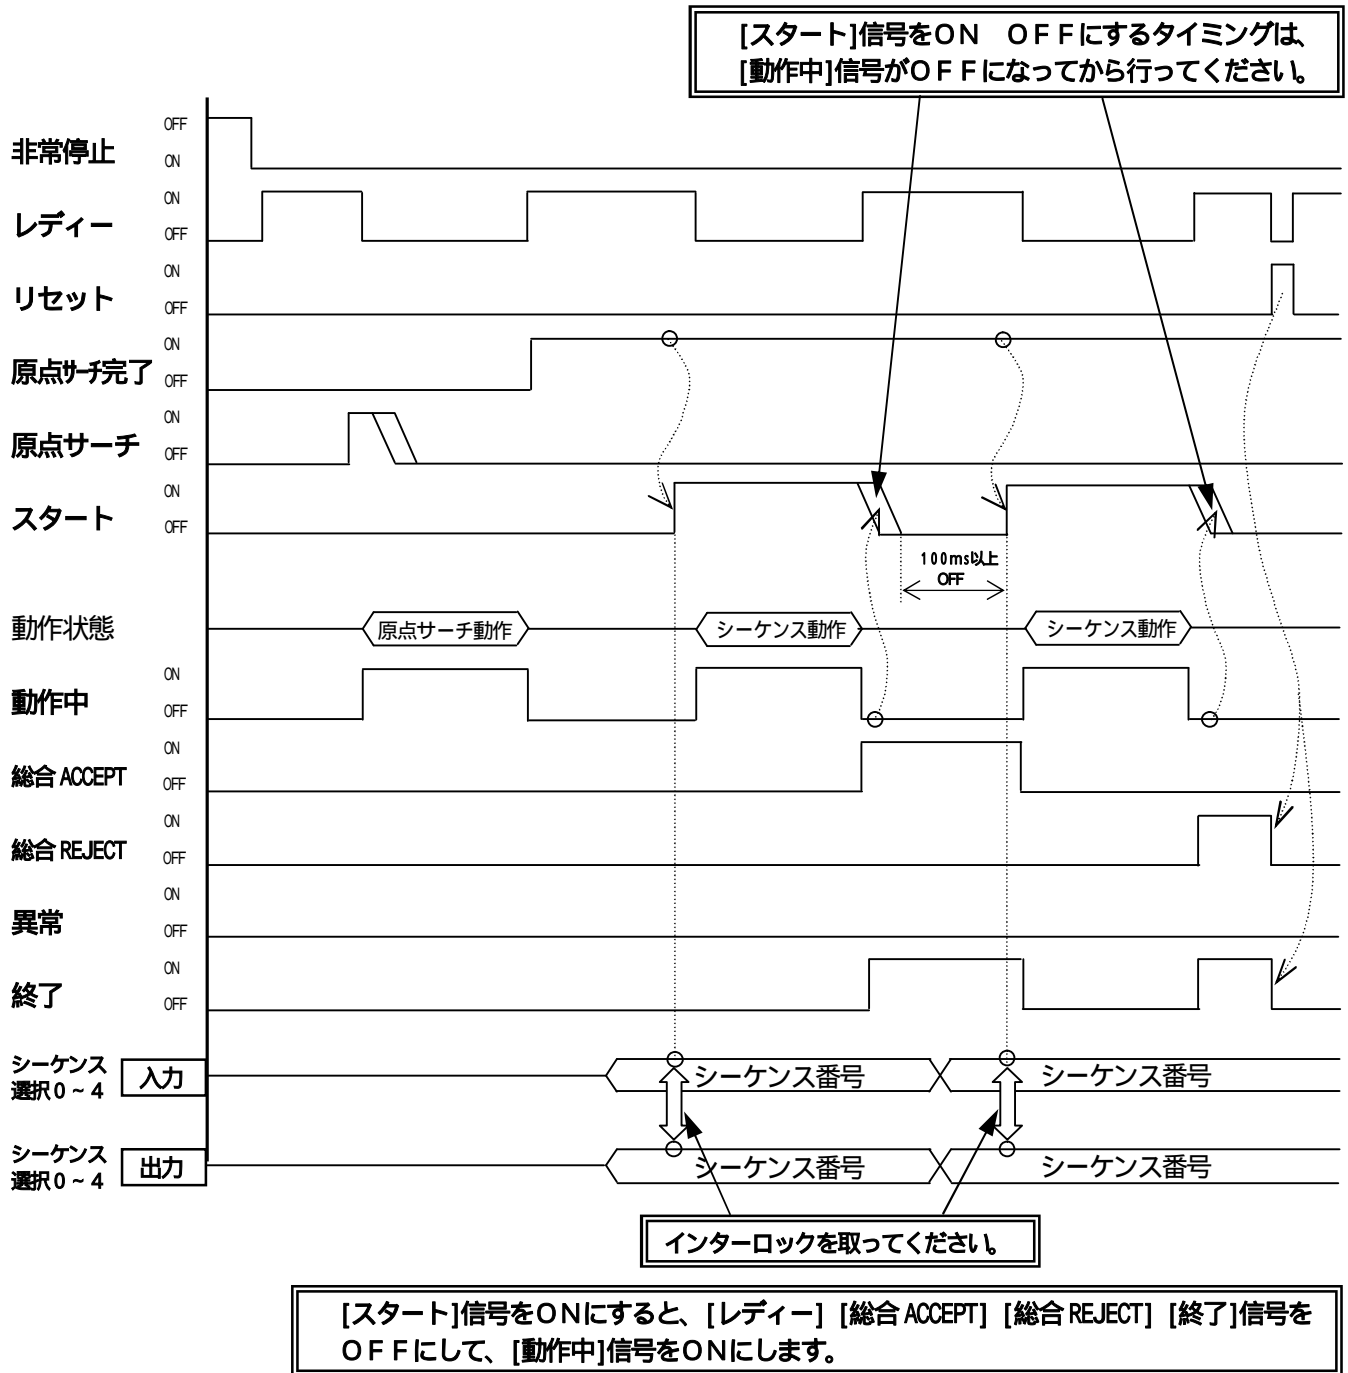 [スタート]信号をＯＮ　ＯＦＦにするタイミングは、
[動作中]信号がＯＦＦになってから行ってください。
非常停止
OFF
ON
レディー
ON
OFF
リセット
ON
OFF
原点ｻｰﾁ完了
ON
OFF
原点サーチ
ON
OFF
スタート
ON
OFF
100ms以上
OFF
動作状態
原点サーチ動作
シーケンス動作
シーケンス動作
動作中
ON
OFF
総合 ACCEPT
ON
OFF
総合 REJECT
ON
OFF
異常
ON
OFF
終了
ON
OFF
シーケンス
選択０～４
入力
シーケンス番号
シーケンス番号
シーケンス
選択０～４
出力
シーケンス番号
シーケンス番号
インターロックを取ってください。
[スタート]信号をＯＮにすると、[レディー] [総合 ACCEPT] [総合 REJECT] [終了]信号を
ＯＦＦにして、[動作中]信号をＯＮにします。